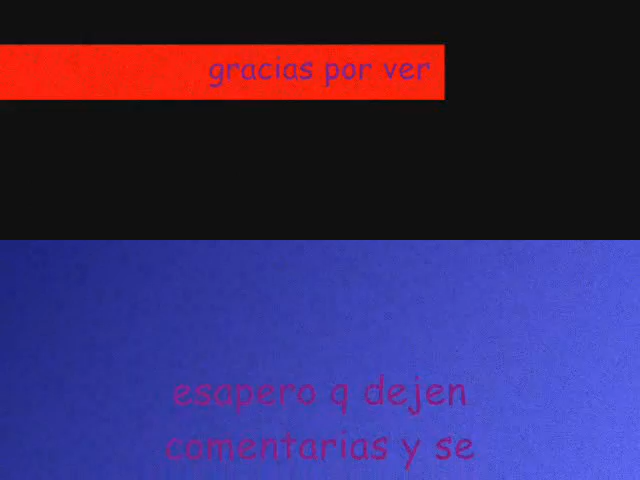 gracias por ver
esapero q dejen
comentarias y se